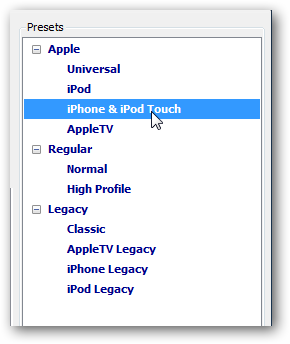 Presets
Apple
Universal
iPod
iPhone & iPod Touch
AppleTV
Regular
Normal
High Profile
Legacy
Classic
AppleTV Legacy
iPhone Legacy
iPod Legacy